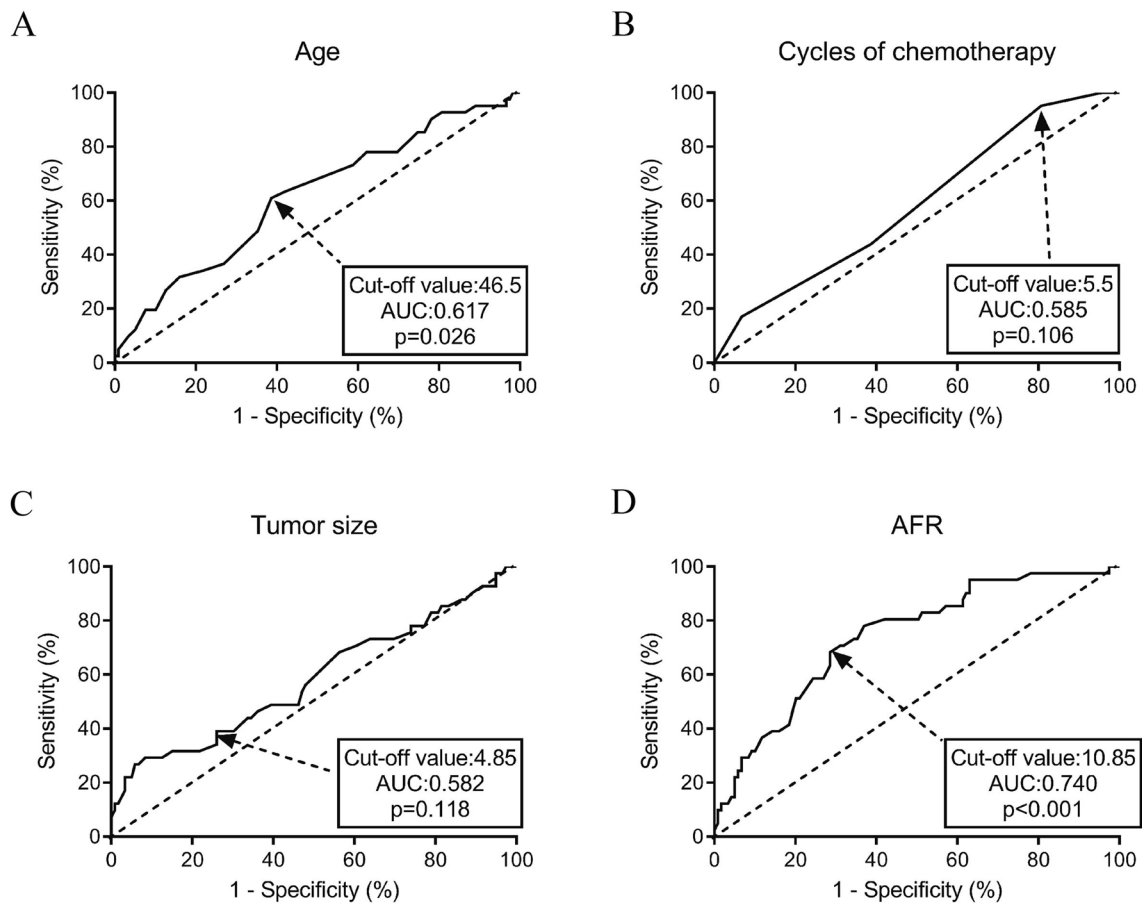 A
Age
Sensitivity (%)
100
80
60
40
20
0
Cut-off value:46.5
AUC:0.617
p=0.026
0 20 40 60 80 100
1 - Specificity (%)
B
Cycles of chemotherapy
Sensitivity (%)
100
80
60
40
20
0
Cut-off value:5.5
AUC:0.585
p=0.106
0 20 40 60 80 100
1 - Specificity (%)
C
Tumor size
Sensitivity (%)
100
80
60
40
20
0
Cut-off value:4.85
AUC:0.582
p=0.118
0 20 40 60 80 100
1 - Specificity (%)
D
AFR
Sensitivity (%)
100
80
60
40
20
0
Cut-off value:10.85
AUC:0.740
p<0.001
0 20 40 60 80 100
1 - Specificity (%)